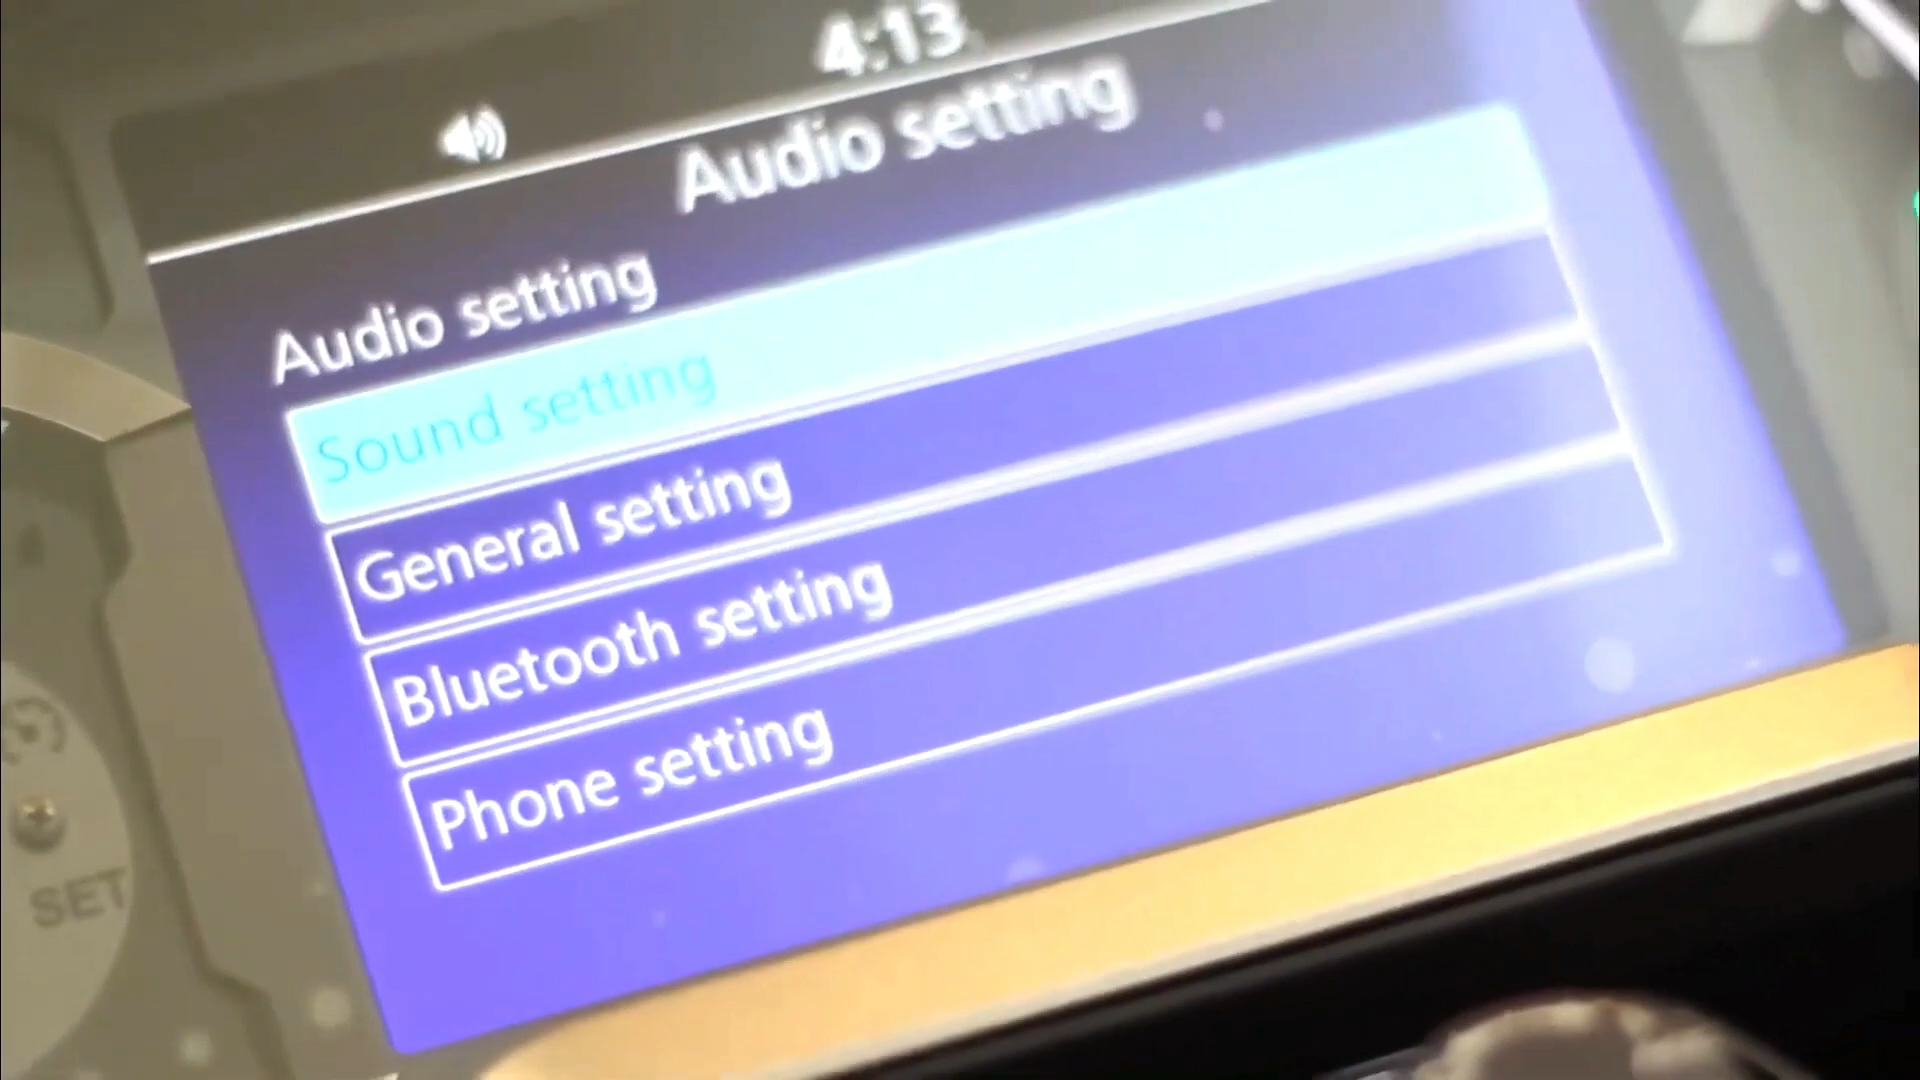 4:13
Audio setting
Audio setting
Sound setting
General setting
Bluetooth setting
Phone setting
SET